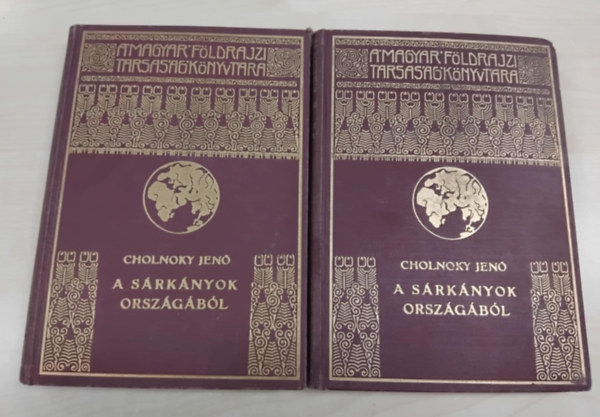 A MAGYAR FÖLDRAJZI
TÁRSASÁG KÖNYVTÁRA
CHOLNOKY JENŐ
A SÁRKÁNYOK
ORSZÁGÁBÓL
A MAGYAR FÖLDRAJZI
TÁRSASÁG KÖNYVTÁRA
CHOLNOKY JENŐ
A SÁRKÁNYOK
ORSZÁGÁBÓL